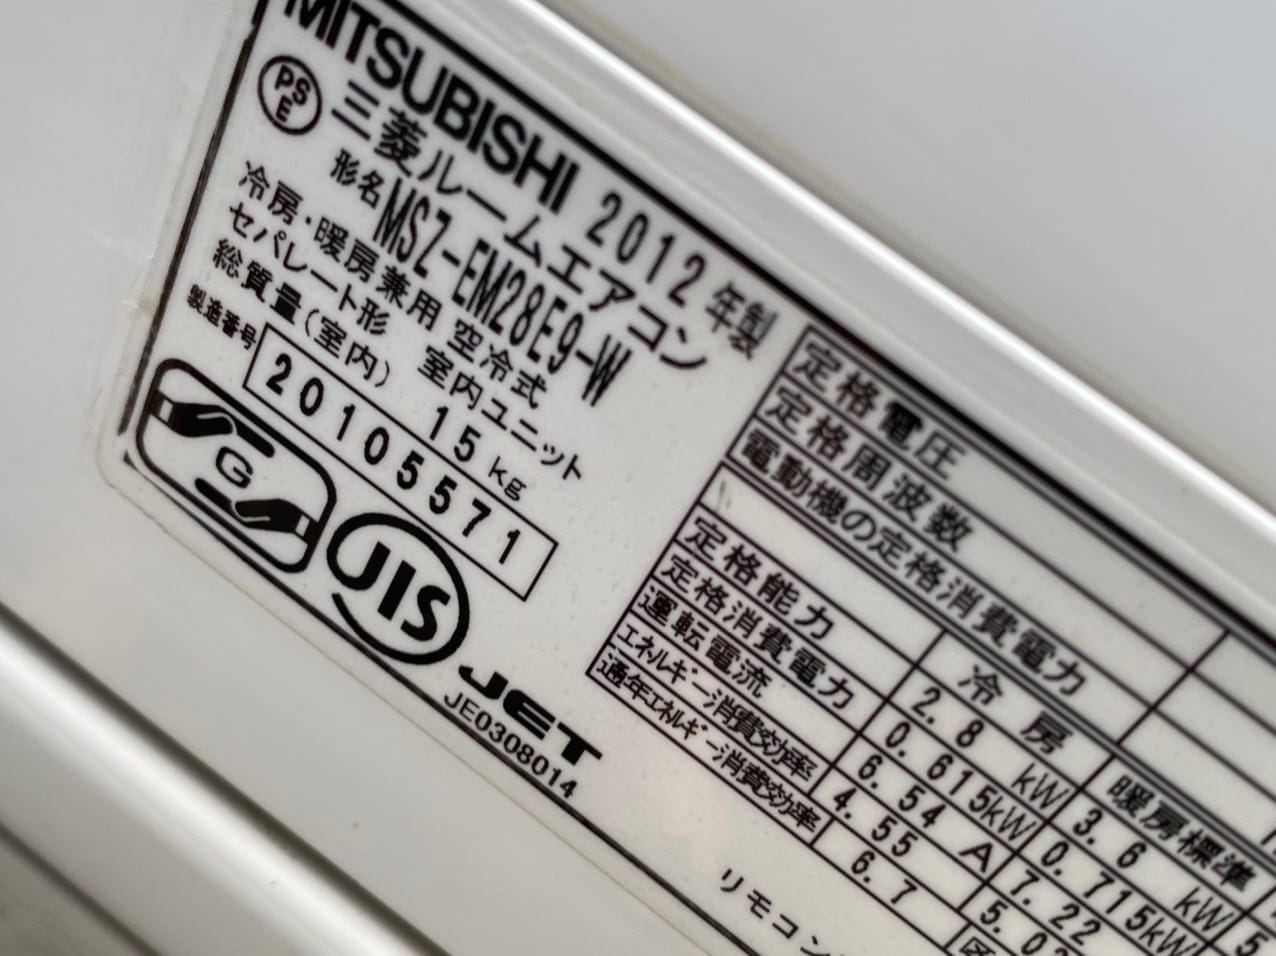 MITSUBISHI 2012年製
PSE 三菱ルームエアコン
形名 MSZ-EM28E9-W
冷房・暖房兼用 空冷式
セパレート形 室内ユニット
総質量(室内) 15kg
製造番号 20105571
G
JIS
JET
JE0308014
定格電圧
定格周波数
電動機の定格消費電力
冷房 暖房標準
定格能力 2.8 kW 3.6 kW
定格消費電力 0.615kW 0.715kW
運転電流 6.54 A 7.22
エネルギー消費効率 4.55
通年エネルギー消費効率 6.7
リモコン